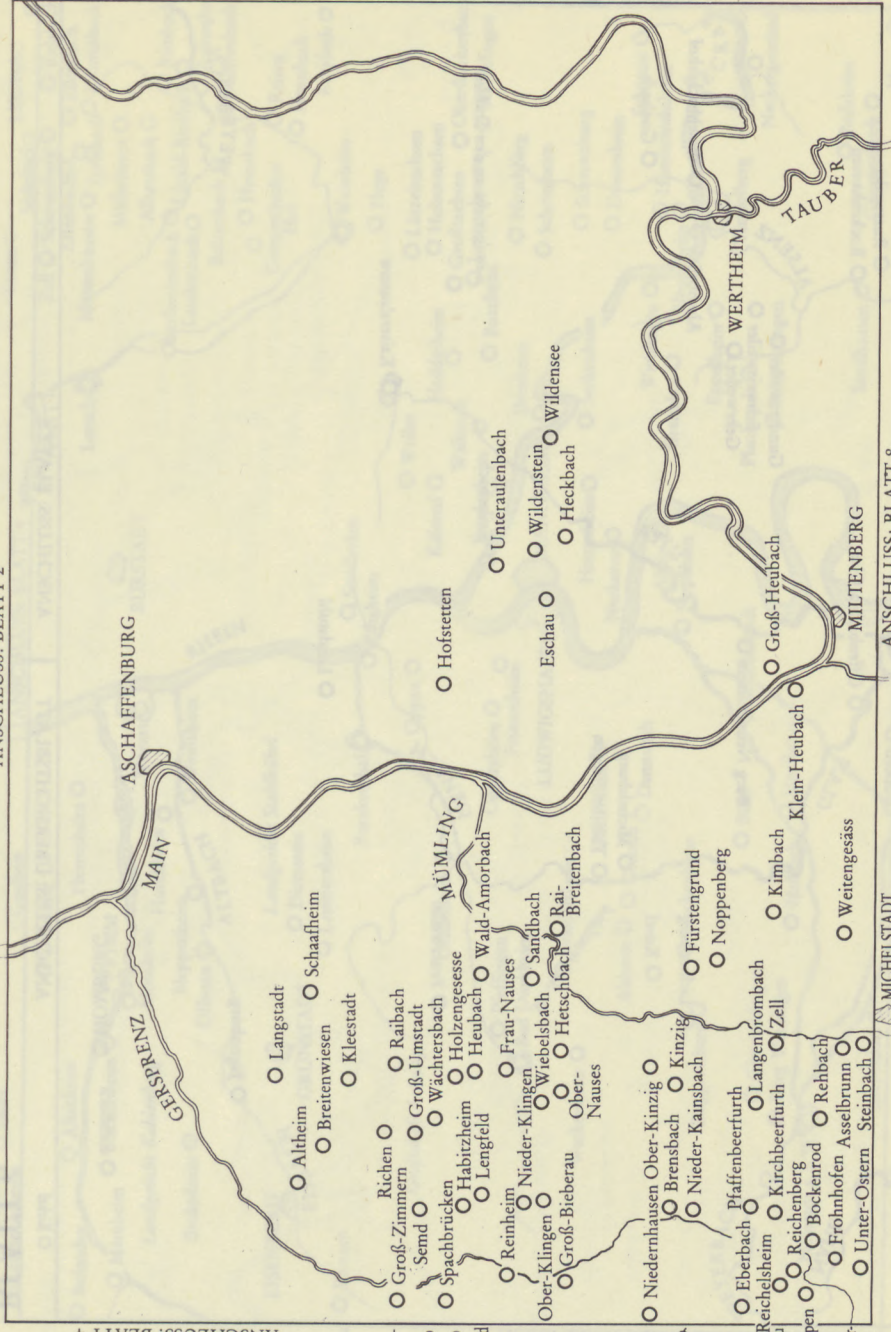 ANSCHLUSS: BLATT 2
ASCHAFFENBURG
MAIN
GERSPRENZ
Langstadt
Schaafheim
Altheim
Breitenwiesen
Kleestadt
Richen
Raibach
Groß-Zimmern
Groß-Umstadt
Semd
Wächtersbach
Spachbrücken
Holzengesesse
Habitzheim
Heubach
Lengfeld
Wald-Amorbach
MÜMLING
Hofstetten
Unteraulenbach
Reinheim
Frau-Nauses
Nieder-Klingen
Sandbach
Wiebelsbach
Rai-
Breitenbach
Ober-Klingen
Hetschbach
Groß-Bieberau
Ober-
Nauses
Eschau
Wildenstein
Wildensee
Heckbach
Niedernhausen
Ober-Kinzig
Brensbach
Kinzig
Nieder-Kainsbach
Fürstengrund
Noppenberg
WERTHEIM
TAUBER
Eberbach
Pfaffenbeerfurth
Langenbrombach
Reichelsheim
Kirchbeerfurth
Zell
Kimbach
Groß-Heubach
Klein-Heubach
Reichenberg
Bockenrod
Rehbach
Frohnhofen
Asselbrunn
Weitengesäss
Unter-Ostern
Steinbach
MILTENBERG
MICHELSTADT
ANSCHLUSS: BLATT 8